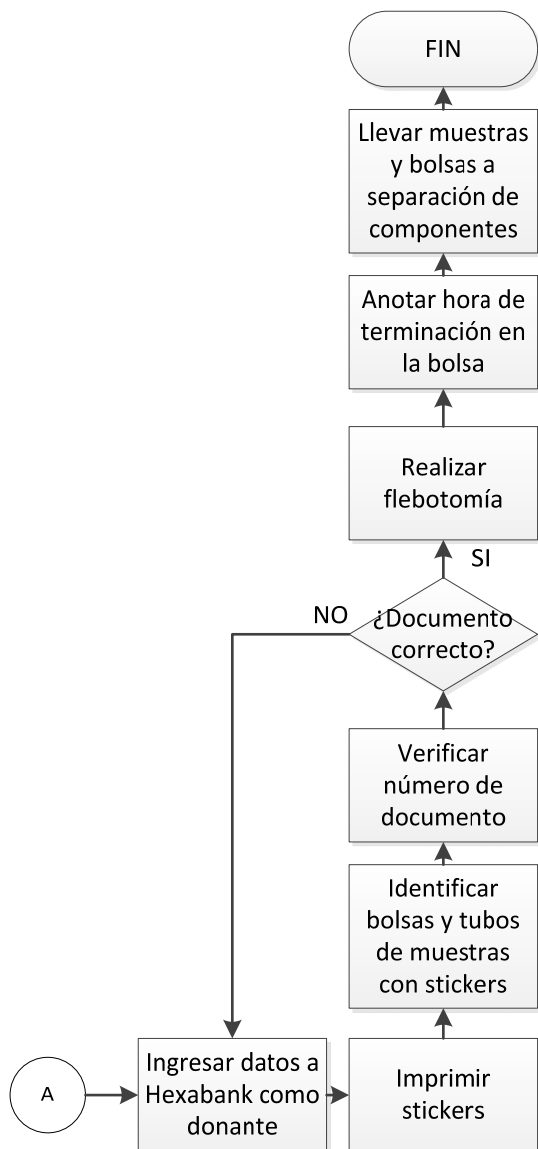 FIN
Llevar muestras
y bolsas a
separación de
componentes
Anotar hora de
terminación en
la bolsa
Realizar
flebotomía
SI
NO
¿Documento
correcto?
Verificar
número de
documento
Identificar
bolsas y tubos
de muestras
con stickers
A
Ingresar datos a
Hexabank como
donante
Imprimir
stickers